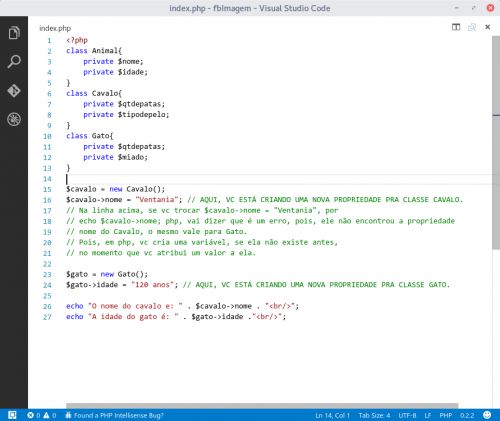 index.php - fbImagem - Visual Studio Code
index.php
1 <?php
2 class Animal{
3 private $nome;
4 private $idade;
5 }
6 class Cavalo{
7 private $qtdepatas;
8 private $tipodepelo;
9 }
10 class Gato{
11 private $qtdepatas;
12 private $miado;
13 }
14
15 $cavalo = new Cavalo();
16 $cavalo->nome = "Ventania"; // AQUI, VC ESTÁ CRIANDO UMA NOVA PROPRIEDADE PRA CLASSE CAVALO.
17 // Na linha acima, se vc trocar $cavalo->nome = "Ventania", por
18 // echo $cavalo->nome; php, vai dizer que é um erro, pois, ele não encontrou a propriedade
19 // nome do Cavalo, o mesmo vale para Gato.
20 // Pois, em php, vc cria uma variável, se ela não existe antes,
21 // no momento que vc atribui um valor a ela.
22
23 $gato = new Gato();
24 $gato->idade = "120 anos"; // AQUI, VC ESTÁ CRIANDO UMA NOVA PROPRIEDADE PRA CLASSE GATO.
25
26 echo "O nome do cavalo e: " . $cavalo->nome . "<br/>";
27 echo "A idade do gato é: " . $gato->idade ."<br/>";
0 0 Found a PHP Intellisense Bug? Ln 14, Col 1 Tab Size: 4 UTF-8 LF PHP 0.2.2